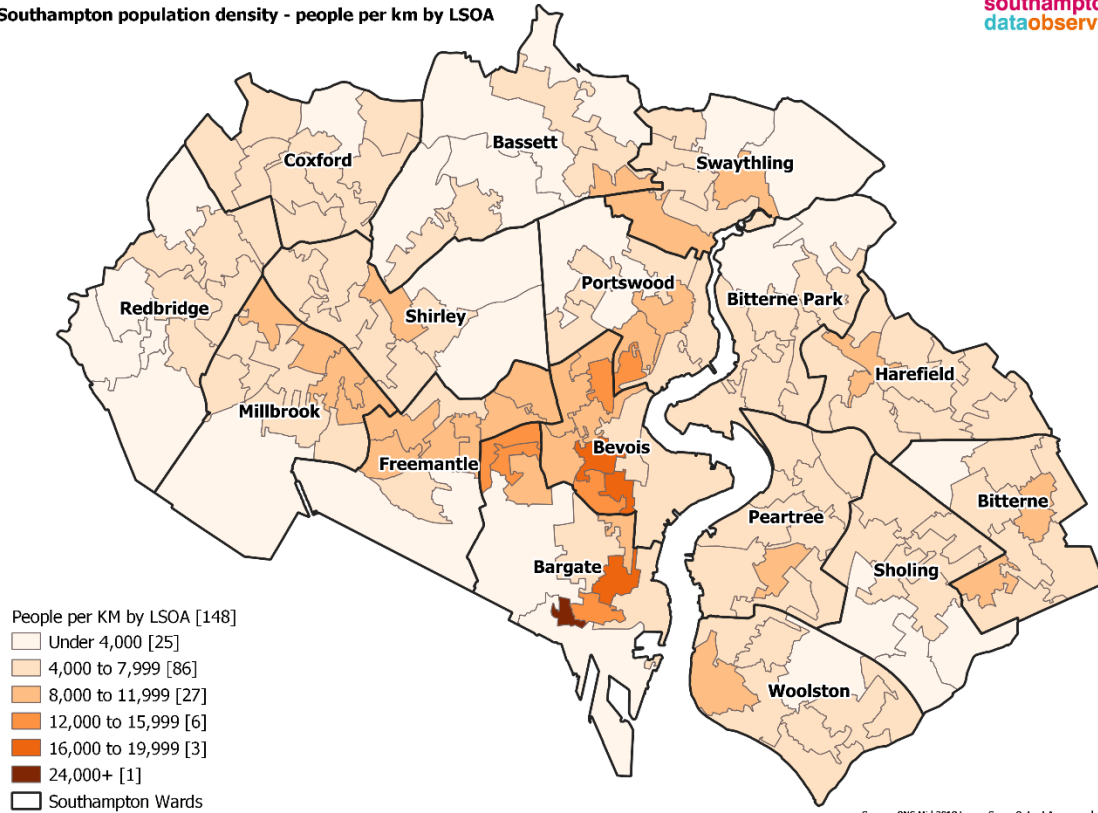 Southampton population density - people per km by LSOA
southampto
dataobserv
Bassett
Coxford
Swaythling
Portswood
Bitterne Park
Redbridge
Shirley
Harefield
Millbrook
Bevois
Freemantle
Bitterne
Peartree
Bargate
Sholing
Woolston
People per KM by LSOA [148]
Under 4,000 [25]
4,000 to 7,999 [86]
8,000 to 11,999 [27]
12,000 to 15,999 [6]
16,000 to 19,999 [3]
24,000+ [1]
Southampton Wards